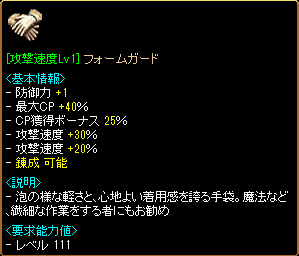 [攻撃速度Lv1] フォームガード
<基本情報>
- 防御力 +1
- 最大CP +40%
- CP獲得ボーナス 25%
- 攻撃速度 +30%
- 攻撃速度 +20%
- 錬成 可能
<説明>
- 泡の様な軽さと、心地よい着用感を誇る手袋。魔法など
、繊細な作業をする者にもお勧め
<要求能力値>
- レベル 111